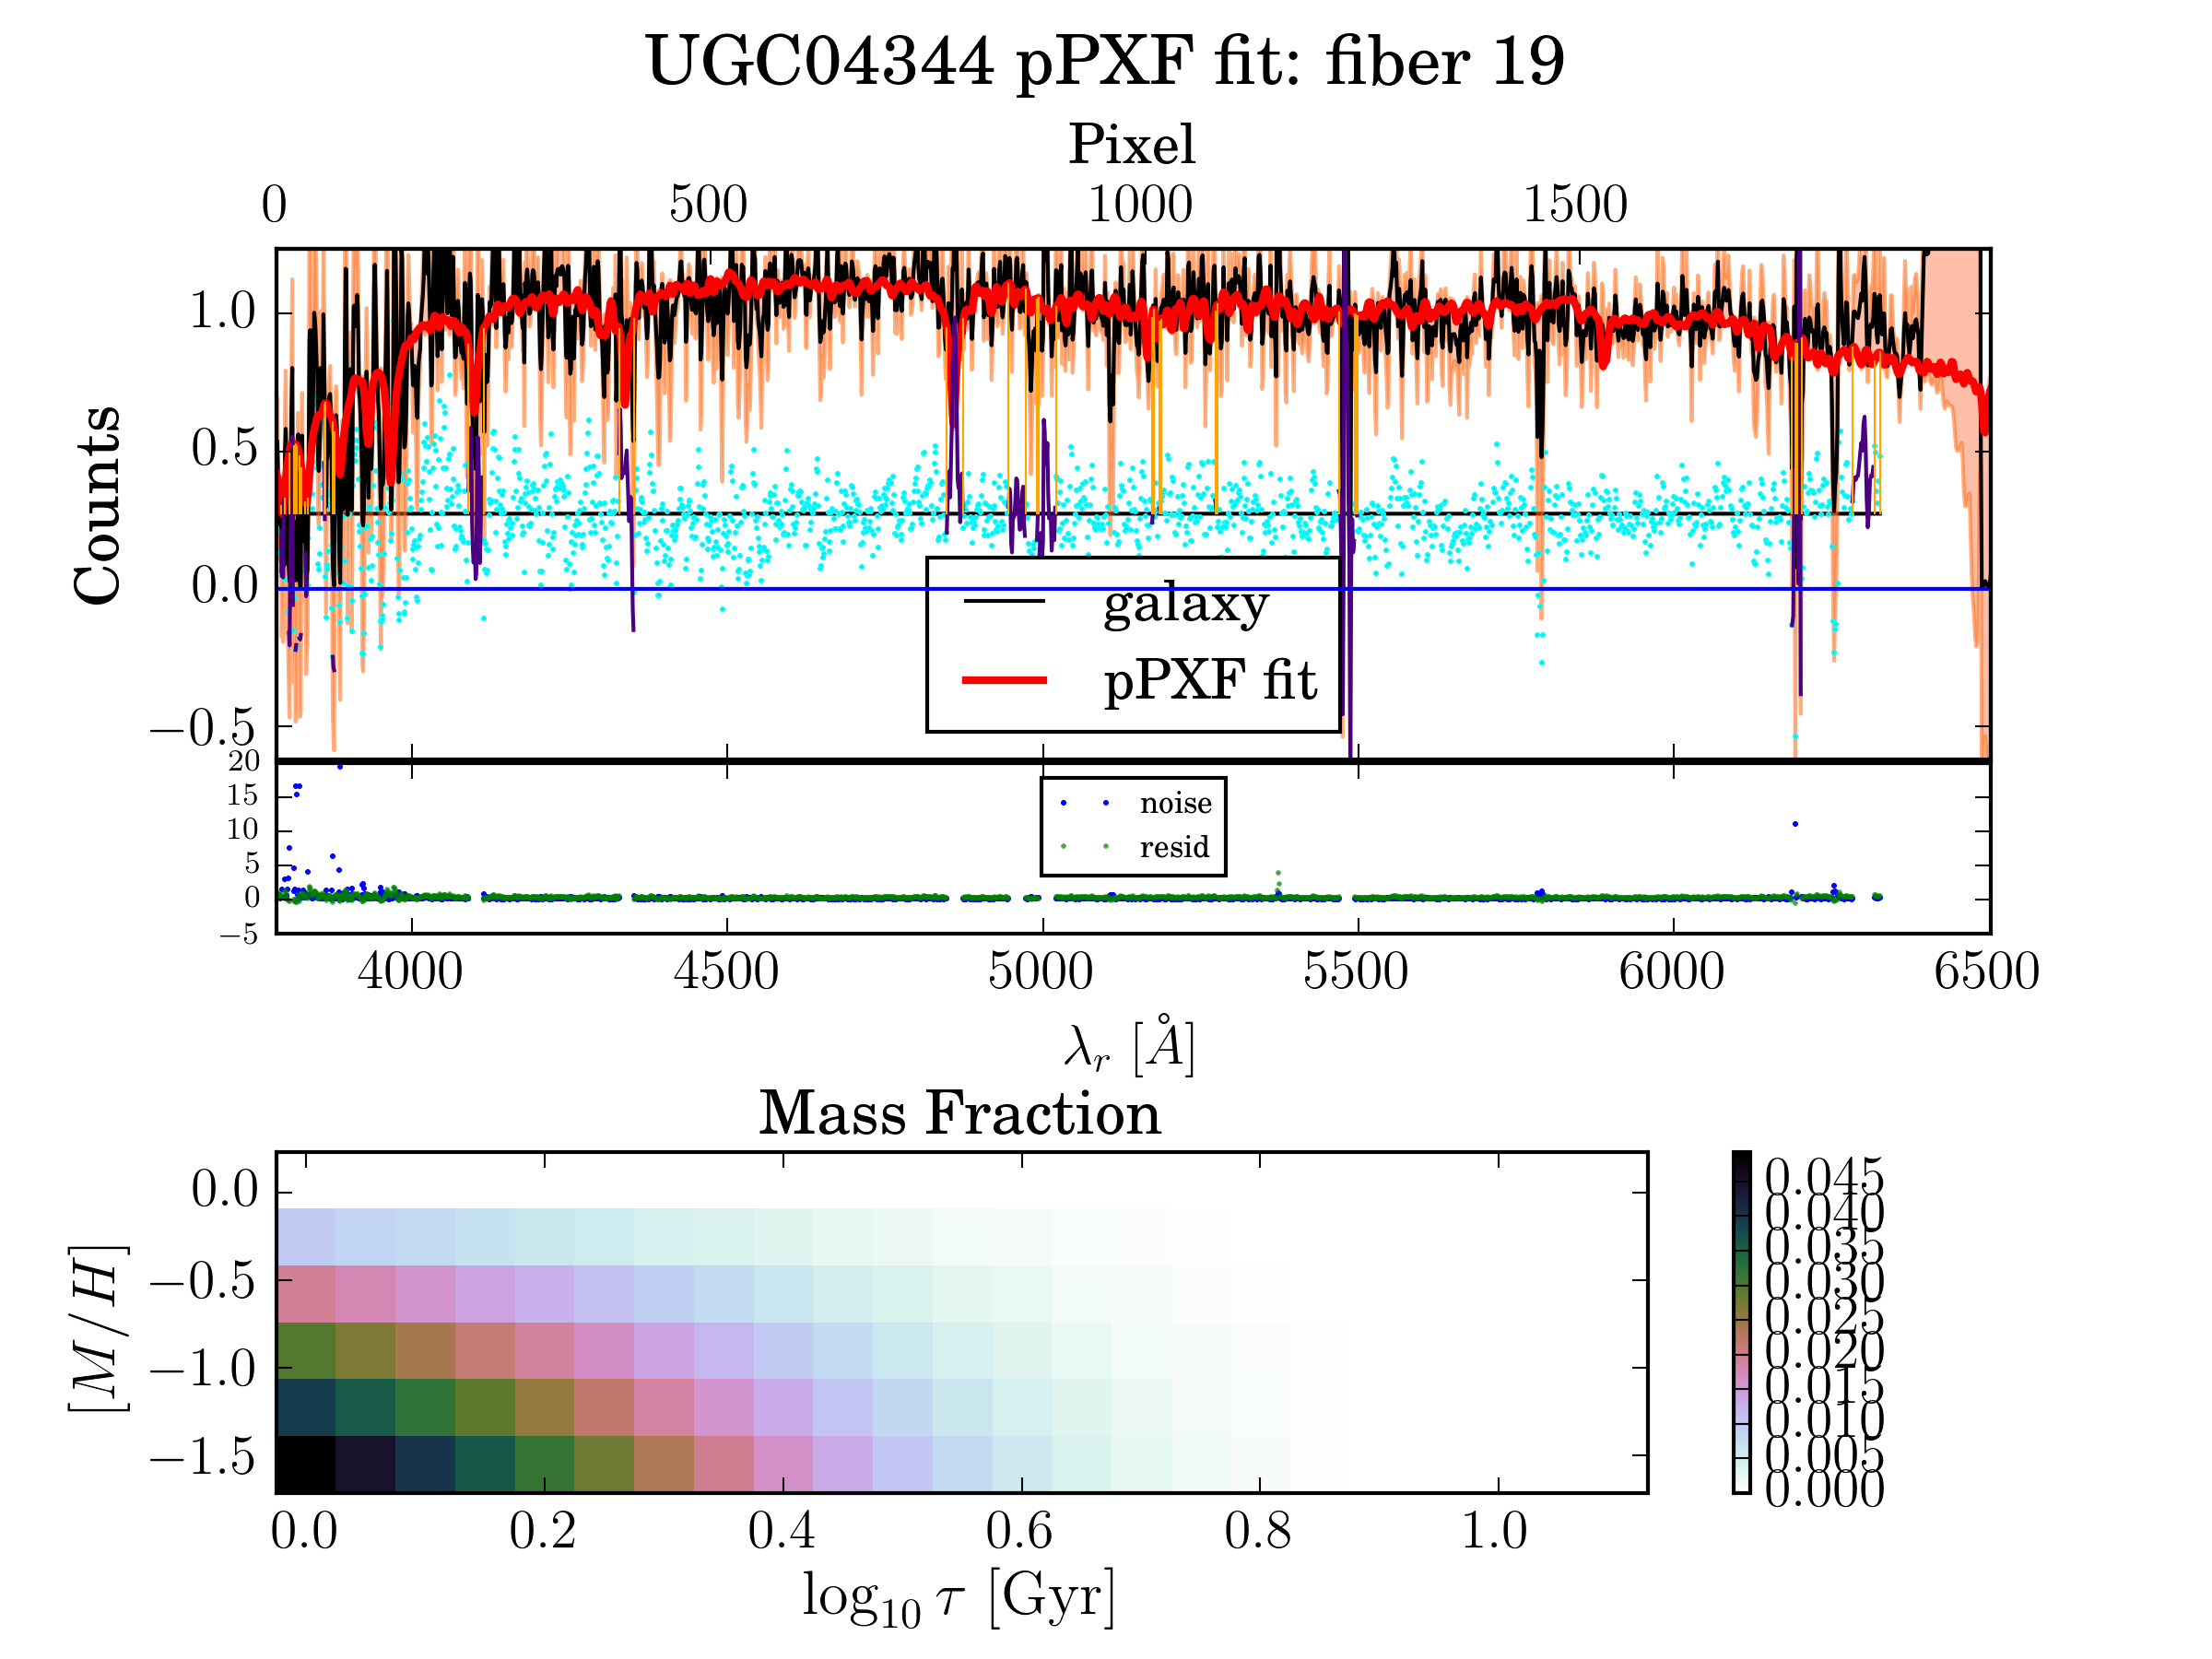 UGC04344 pPXF fit: fiber 19
Pixel
0 500 1000 1500
1.0
0.5
0.0
−0.5
Counts
galaxy
pPXF fit
20
15
10
5
0
−5
noise
resid
4000 4500 5000 5500 6000 6500
λr [Å]
Mass Fraction
0.0
−0.5
−1.0
−1.5
[M/H]
0.045
0.040
0.035
0.030
0.025
0.020
0.015
0.010
0.005
0.000
0.0 0.2 0.4 0.6 0.8 1.0
log10 τ [Gyr]